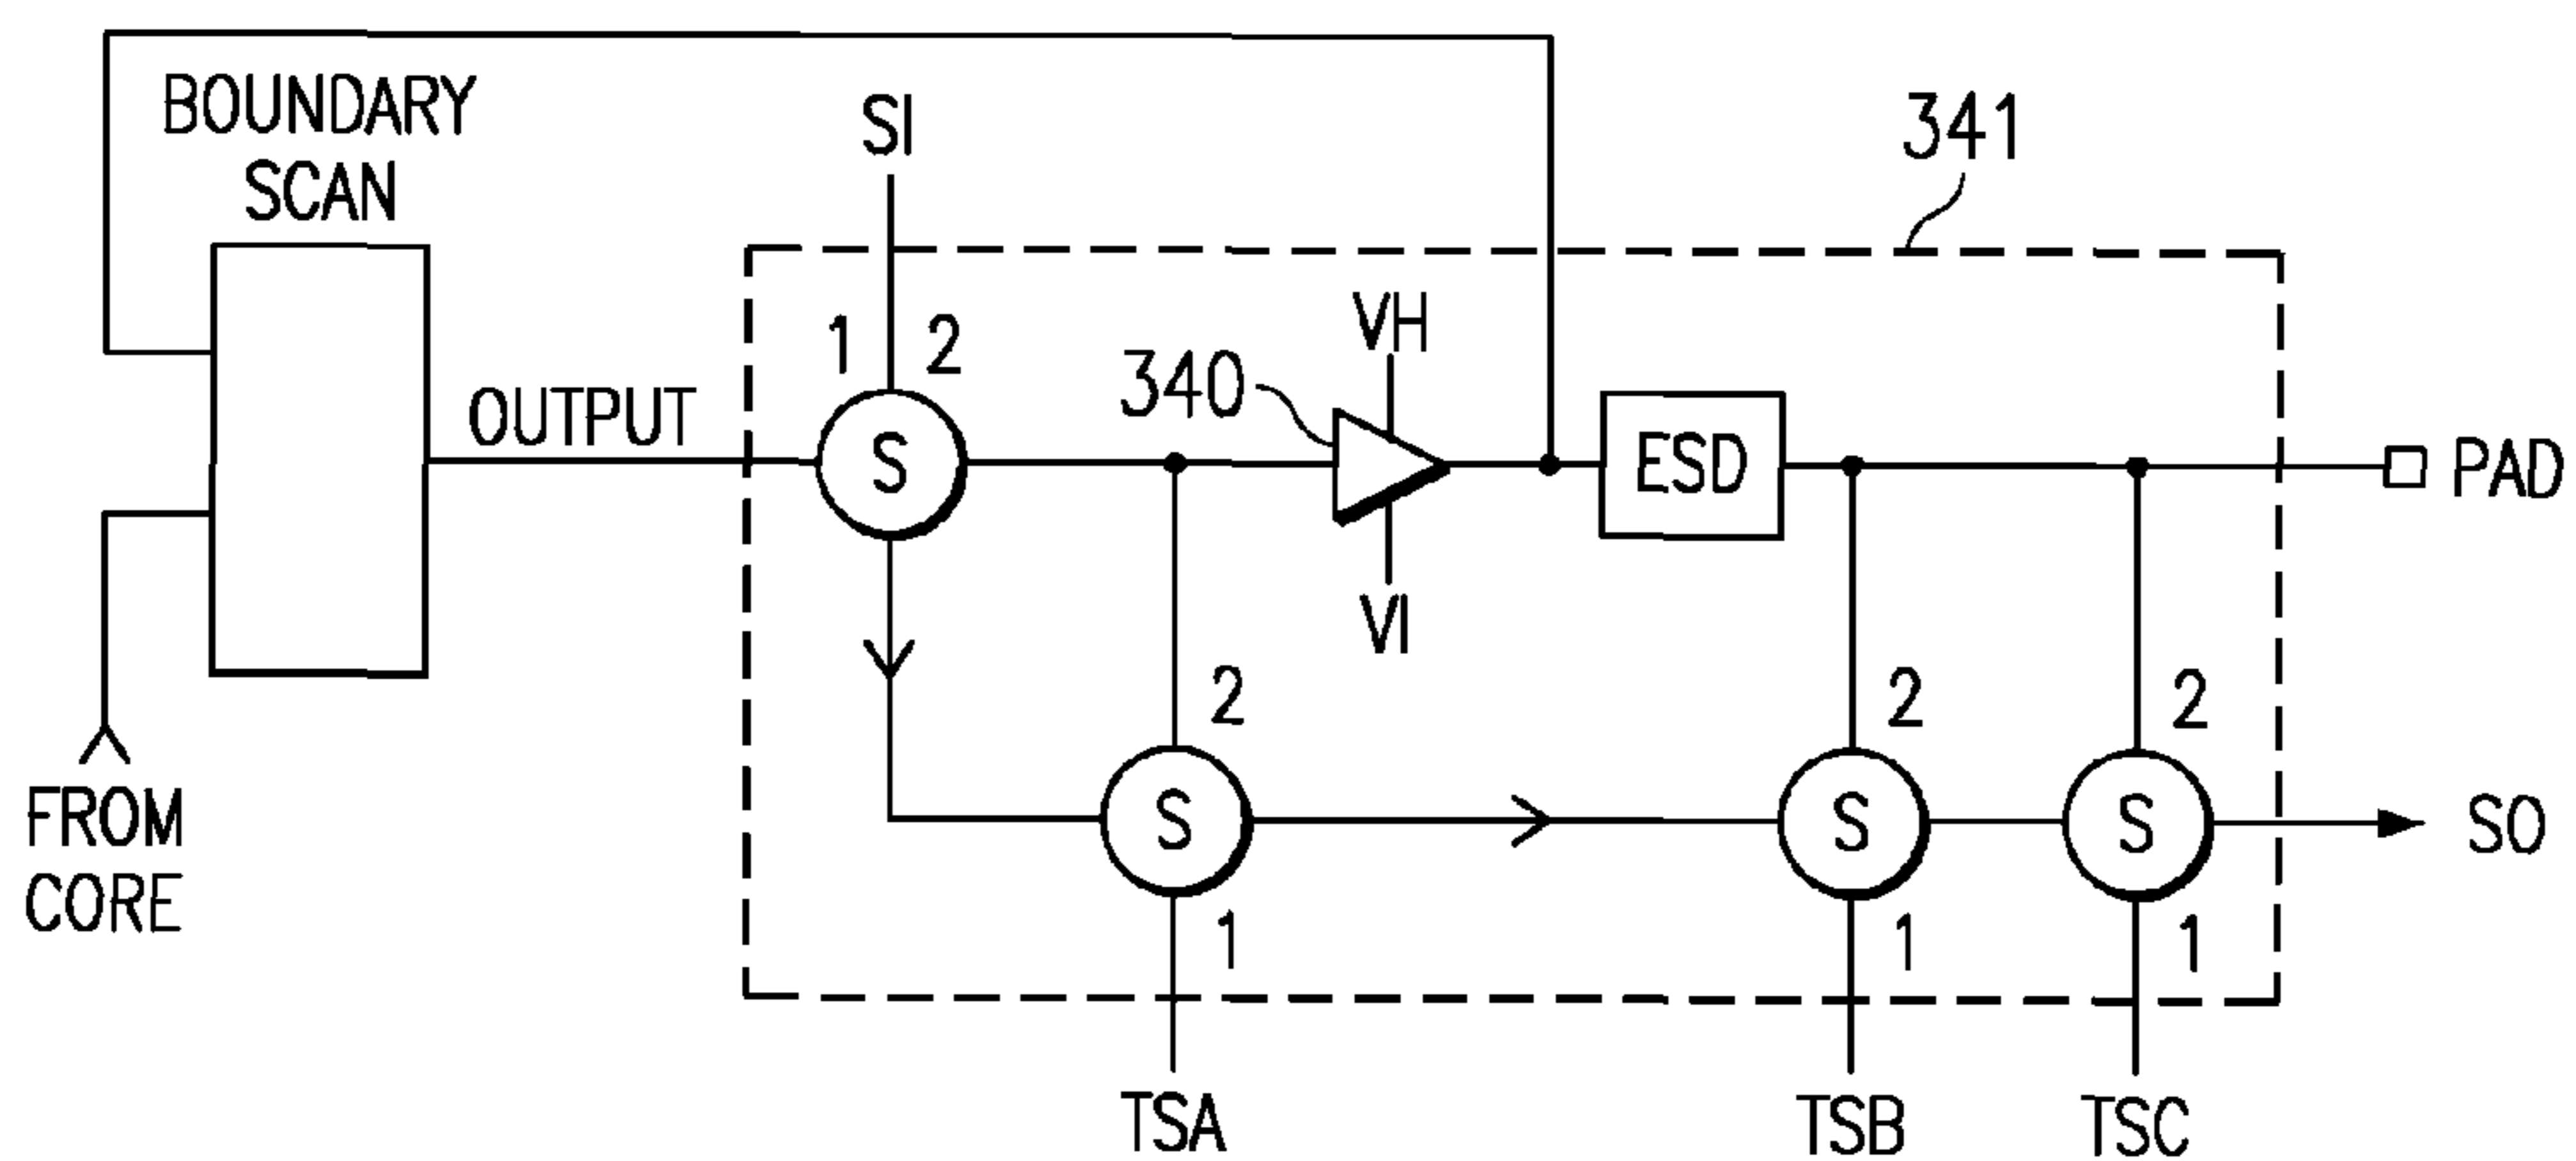 BOUNDARY
SCAN
SI
341
1 2
VH
340
OUTPUT
S
ESD
PAD
VI
2
2
2
S
S
S
SO
FROM
CORE
1
1
1
TSA
TSB
TSC